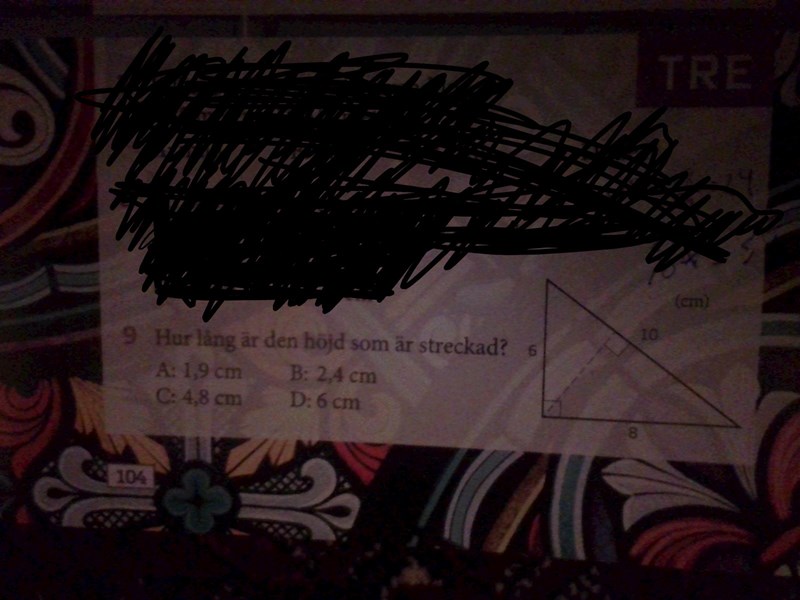 TRE
(cm)
9 Hur lång är den höjd som är streckad?
A: 1,9 cm B: 2,4 cm
C: 4,8 cm D: 6 cm
6
10
8
104